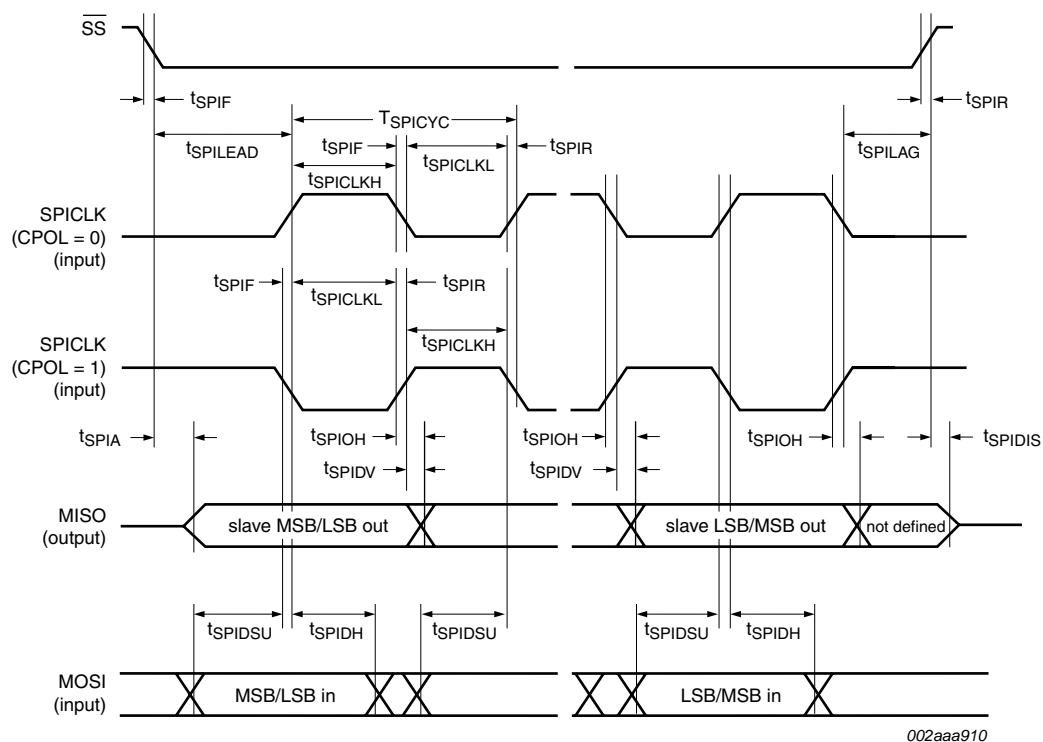 SS
tSPIF
tSPIR
TSPICYC
tSPILEAD
tSPIF
tSPICLKL
tSPIR
tSPILAG
tSPICLKH
SPICLK
(CPOL = 0)
(input)
tSPIF
tSPICLKL
tSPIR
tSPICLKH
SPICLK
(CPOL = 1)
(input)
tSPIA
tSPIOH
tSPIOH
tSPIOH
tSPIDIS
tSPIDV
tSPIDV
MISO
(output)
slave MSB/LSB out
slave LSB/MSB out
not defined
tSPIDSU
tSPIDH
tSPIDSU
tSPIDSU
tSPIDH
MOSI
(input)
MSB/LSB in
LSB/MSB in
002aaa910